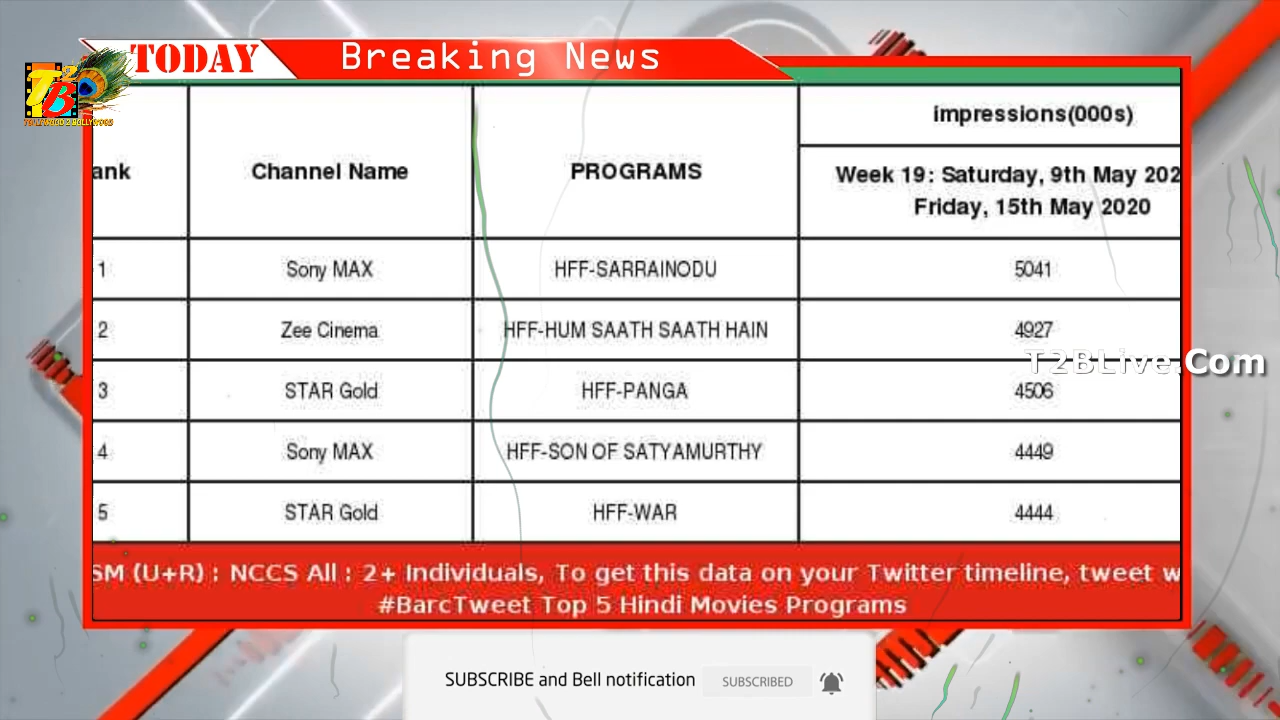 TODAY Breaking News
T2B
TOLLYWOOD 2 BOLLYWOOD
ank Channel Name PROGRAMS impressions(000s)
Week 19: Saturday, 9th May 202
Friday, 15th May 2020
1 Sony MAX HFF-SARRAINODU 5041
2 Zee Cinema HFF-HUM SAATH SAATH HAIN 4927
T2BLive.Com
3 STAR Gold HFF-PANGA 4506
4 Sony MAX HFF-SON OF SATYAMURTHY 4449
5 STAR Gold HFF-WAR 4444
SM (U+R) : NCCS All : 2+ Individuals, To get this data on your Twitter timeline, tweet w
#BarcTweet Top 5 Hindi Movies Programs
SUBSCRIBE and Bell notification SUBSCRIBED